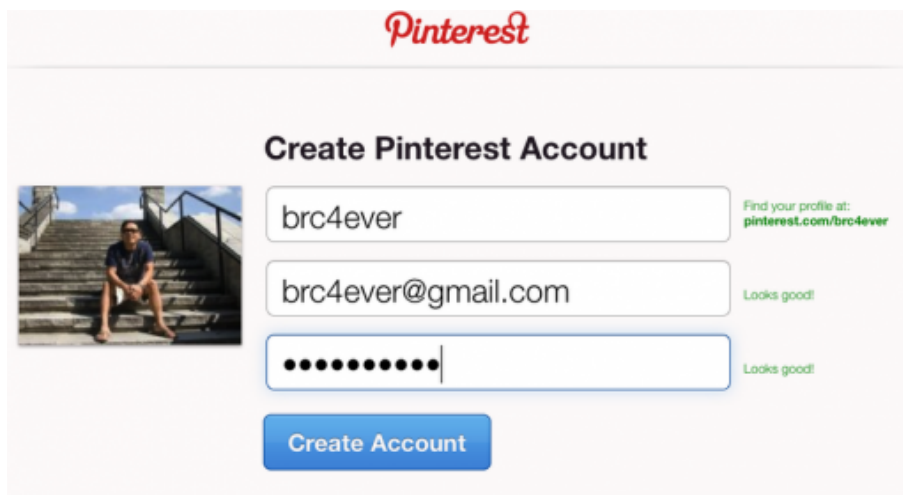 Pinterest
Create Pinterest Account
brc4ever
Find your profile at:
pinterest.com/brc4ever
brc4ever@gmail.com
Looks good!
••••••••••
Looks good!
Create Account